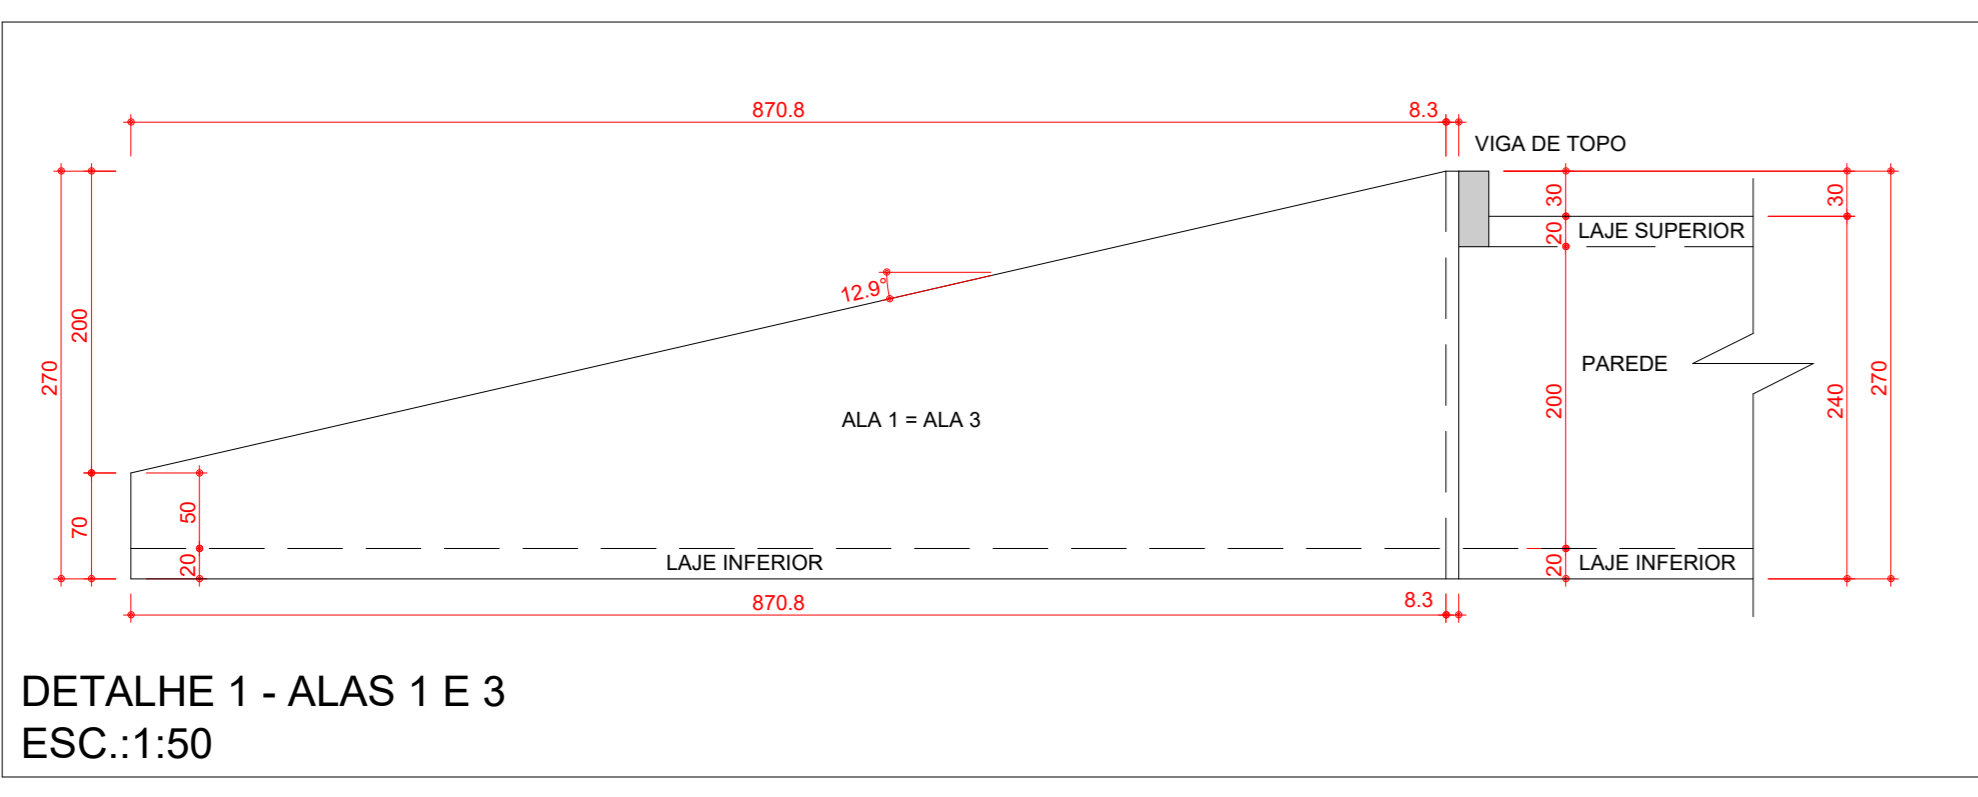 870.8
8.3
VIGA DE TOPO
30
30
20
LAJE SUPERIOR
12.9°
200
270
PAREDE
270
200
240
ALA 1 = ALA 3
50
70
20
LAJE INFERIOR
20
LAJE INFERIOR
870.8
8.3
DETALHE 1 - ALAS 1 E 3
ESC.:1:50